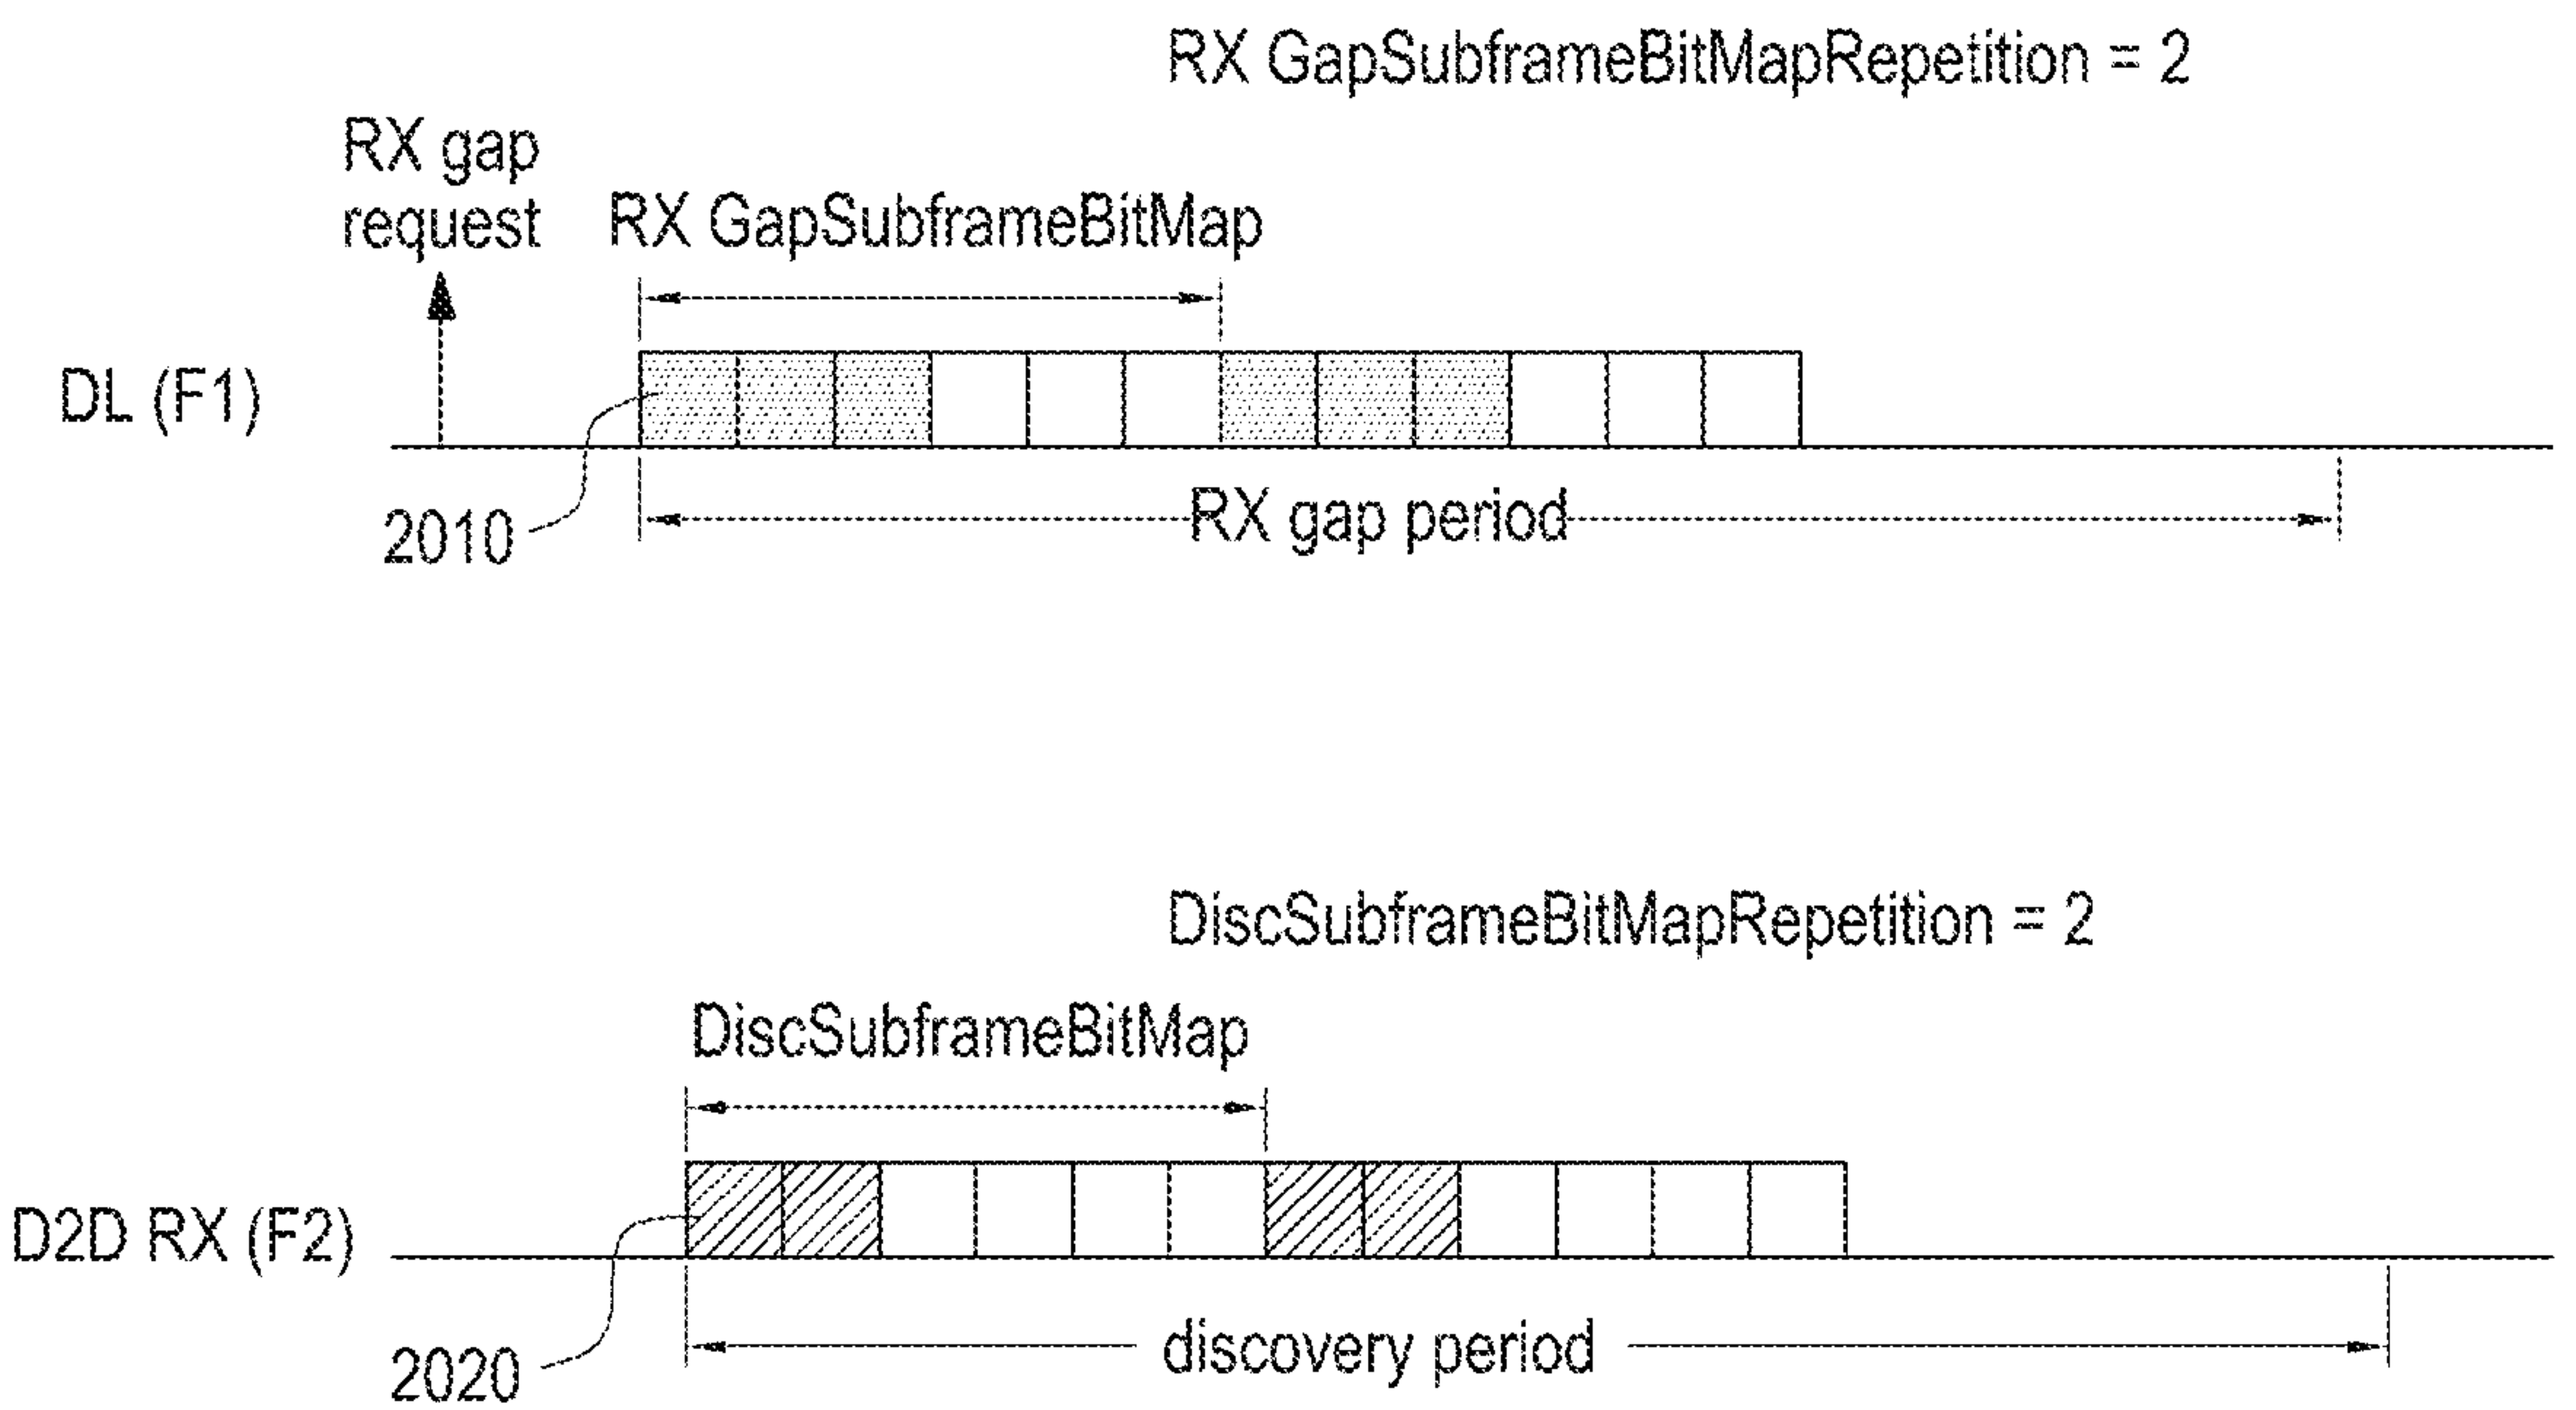 RX GapSubframeBitMapRepetition = 2
RX gap
request
RX GapSubframeBitMap
DL (F1)
2010
RX gap period
DiscSubframeBitMapRepetition = 2
DiscSubframeBitMap
D2D RX (F2)
2020
discovery period